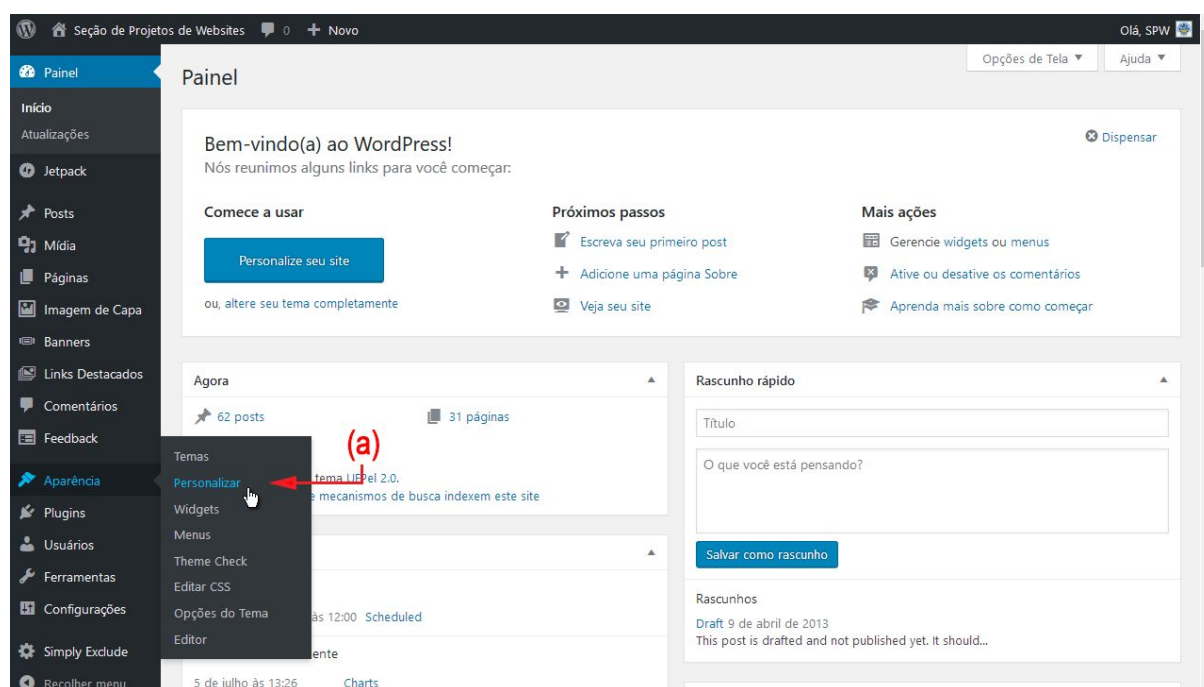 Seção de Projetos de Websites 0 + Novo Olá, SPW
Opções de Tela ▼ Ajuda ▼
Painel
Início
Atualizações
Jetpack
Posts
Mídia
Páginas
Imagem de Capa
Banners
Links Destacados
Comentários
Feedback
Aparência
Plugins
Usuários
Ferramentas
Configurações
Simply Exclude
Recolher menu
Temas
Personalizar
Widgets
Menus
Theme Check
Editar CSS
Opções do Tema
Editor
(a)
Painel
Bem-vindo(a) ao WordPress!
Dispensar
Nós reunimos alguns links para você começar:
Comece a usar
Personalize seu site
ou, altere seu tema completamente
Próximos passos
Escreva seu primeiro post
Adicione uma página Sobre
Veja seu site
Mais ações
Gerencie widgets ou menus
Ative ou desative os comentários
Aprenda mais sobre como começar
Agora
62 posts 31 páginas
tema UFPel 2.0.
e mecanismos de busca indexem este site
às 12:00 Scheduled
ente
5 de julho às 13:26 Charts
Rascunho rápido
Título
O que você está pensando?
Salvar como rascunho
Rascunhos
Draft 9 de abril de 2013
This post is drafted and not published yet. It should...